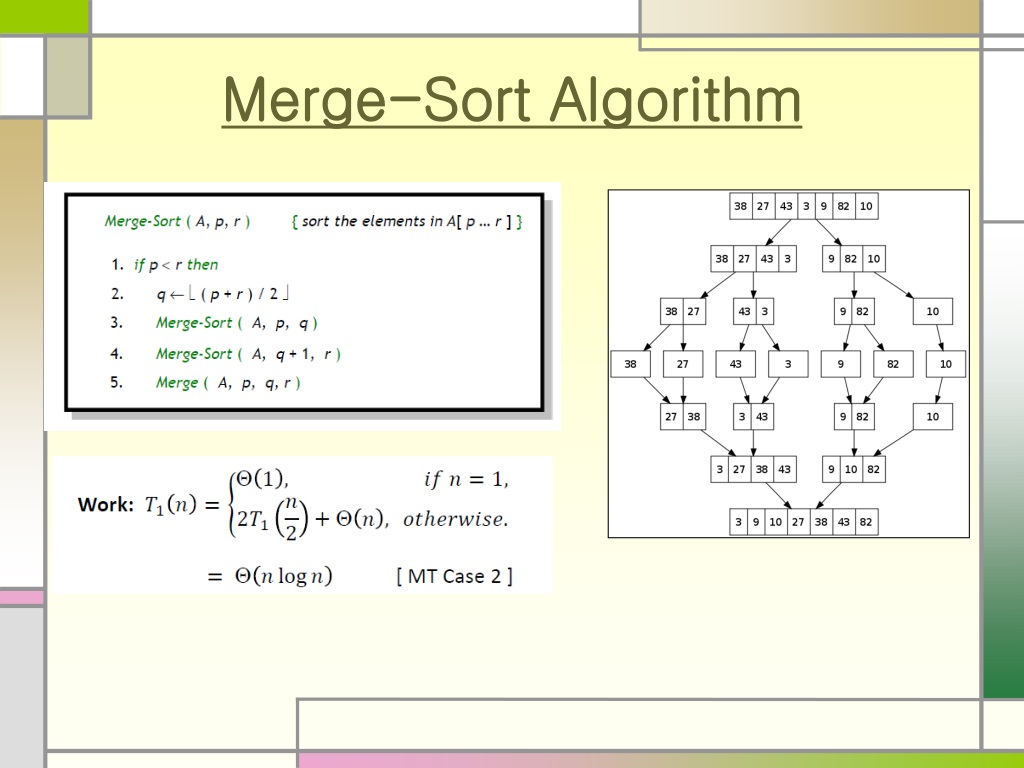 Merge-Sort Algorithm
Merge-Sort ( A, p, r ) { sort the elements in A[ p … r ] }
1. if p < r then
2. q ← ⌊ ( p + r ) / 2 ⌋
3. Merge-Sort ( A, p, q )
4. Merge-Sort ( A, q + 1, r )
5. Merge ( A, p, q, r )
Work: T₁(n) = { Θ(1), if n = 1,
2T₁(n/2) + Θ(n), otherwise.
= Θ(n log n) [ MT Case 2 ]
38 27 43 3 9 82 10
38 27 43 3 9 82 10
38 27 43 3 9 82 10
38 27 43 3 9 82 10
27 38 3 43 9 82 10
3 27 38 43 9 10 82
3 9 10 27 38 43 82